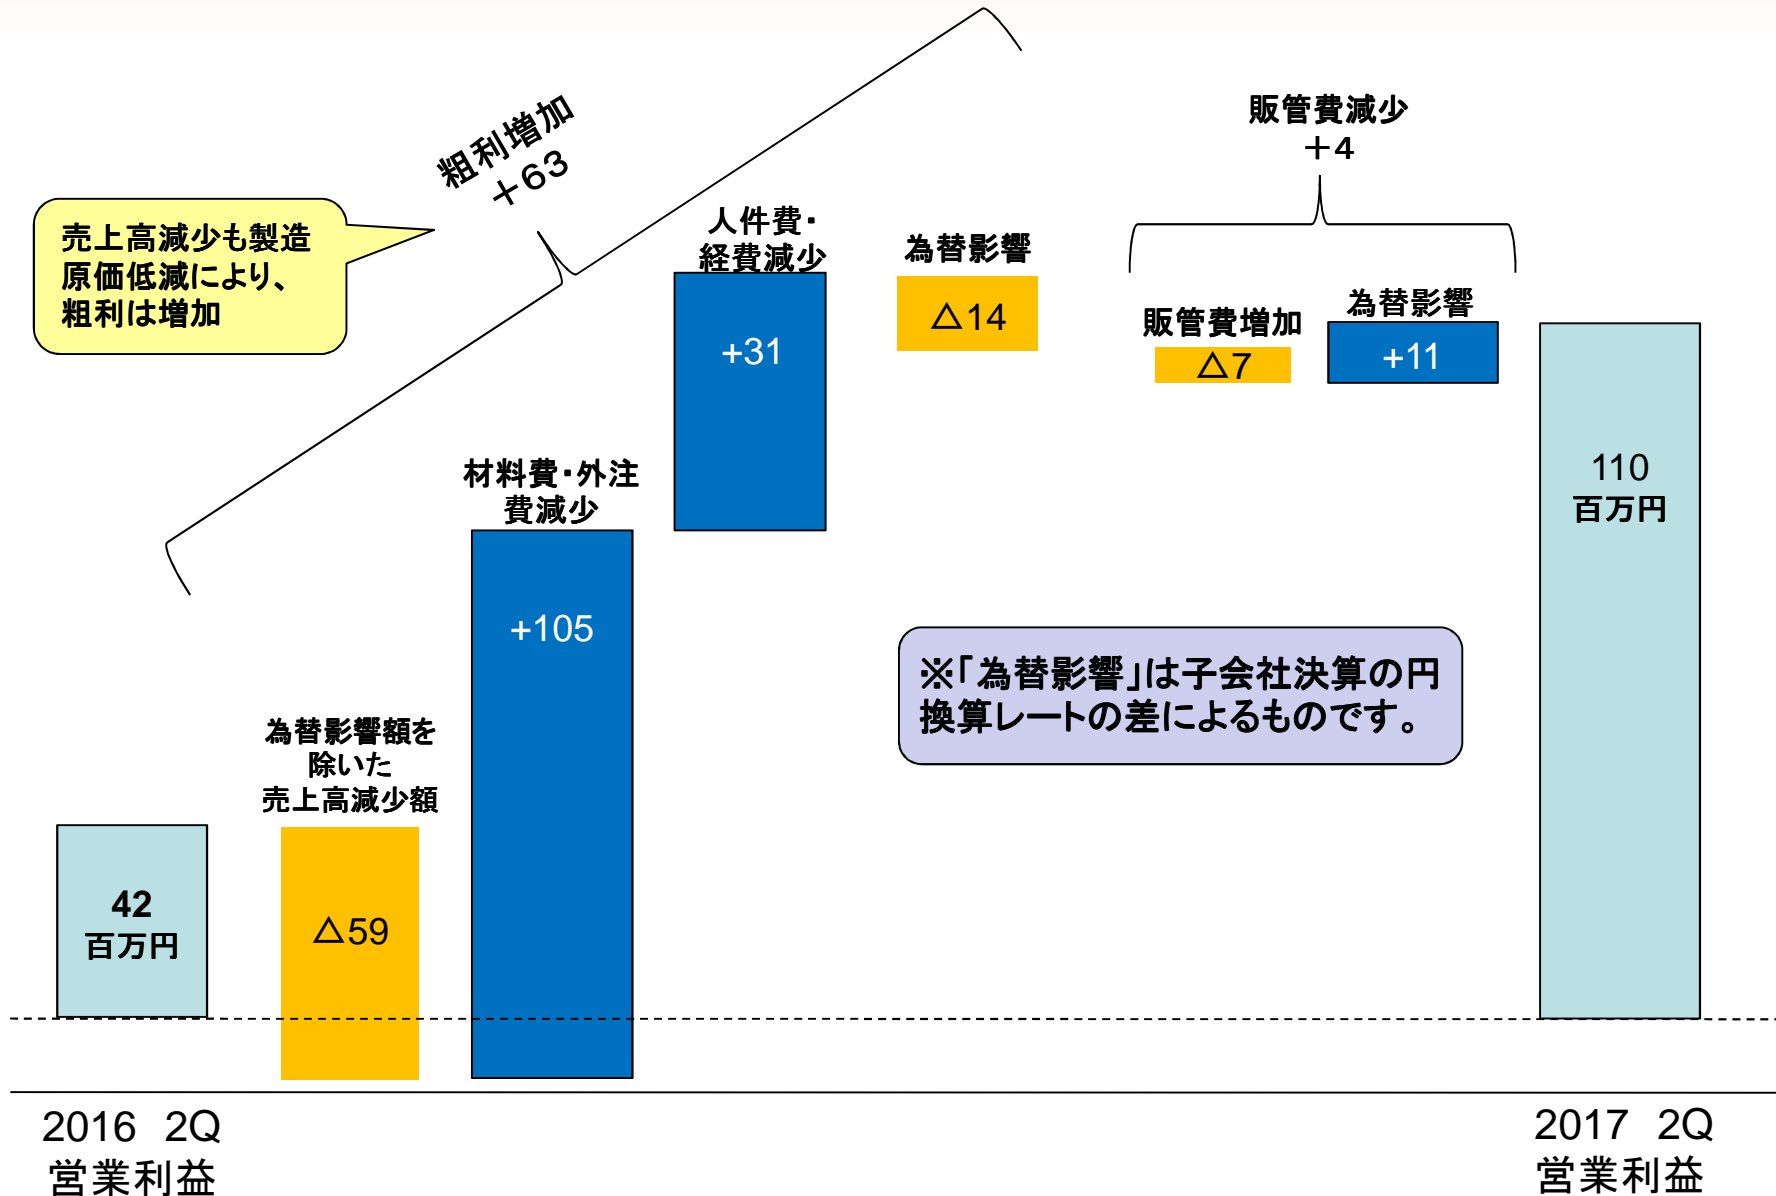 粗利増加
＋63
売上高減少も製造
原価低減により、
粗利は増加
人件費・
経費減少
+31
為替影響
△14
販管費減少
＋4
販管費増加
△7
為替影響
+11
材料費・外注
費減少
+105
為替影響額を
除いた
売上高減少額
△59
42
百万円
110
百万円
※「為替影響」は子会社決算の円
換算レートの差によるものです。
2016 2Q
営業利益
2017 2Q
営業利益